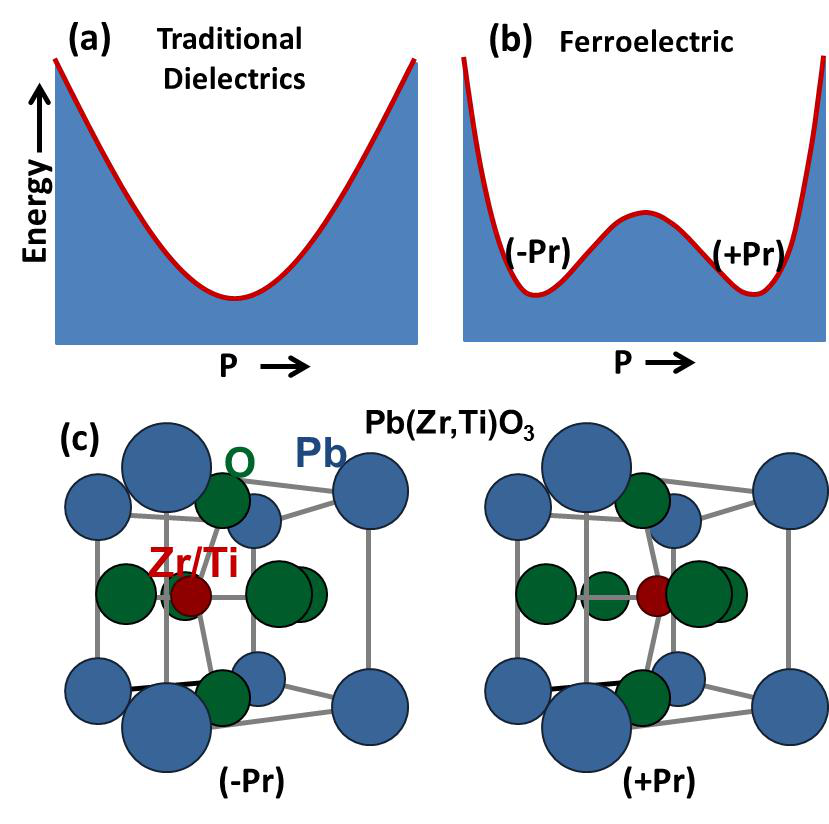 (a)
Traditional
Dielectrics
Energy
P
(b)
Ferroelectric
(-Pr)
(+Pr)
P
(c)
Pb(Zr,Ti)O₃
O
Pb
Zr/Ti
(-Pr)
(+Pr)